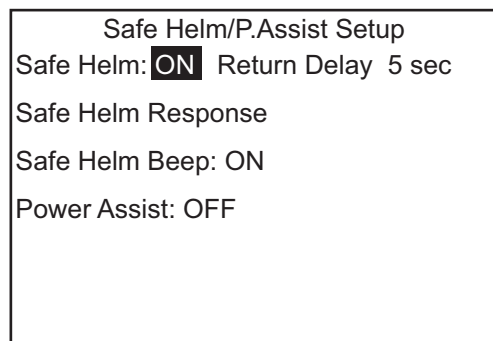 Safe Helm/P.Assist Setup
Safe Helm: ON Return Delay 5 sec
Safe Helm Response
Safe Helm Beep: ON
Power Assist: OFF